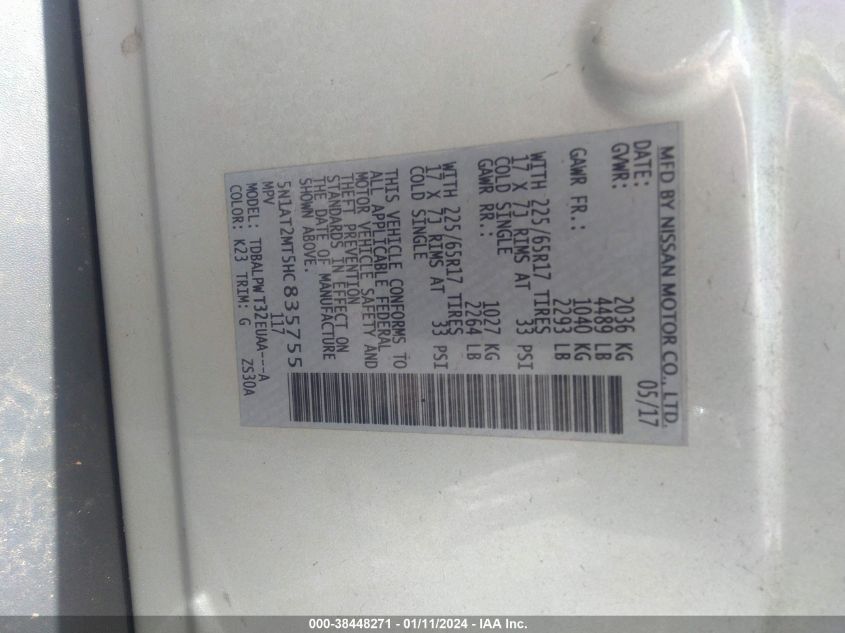 MFD BY NISSAN MOTOR CO., LTD.
DATE: 05/17
GVWR: 2036 KG
4489 LB
GAWR FR.: 1040 KG
2293 LB
WITH 225/65R17 TIRES
17 X 7J RIMS AT 33 PSI
COLD SINGLE
GAWR RR.: 1027 KG
2264 LB
WITH 225/65R17 TIRES
17 X 7J RIMS AT 33 PSI
COLD SINGLE
THIS VEHICLE CONFORMS TO
ALL APPLICABLE FEDERAL
MOTOR VEHICLE SAFETY AND
THEFT PREVENTION
STANDARDS IN EFFECT ON
THE DATE OF MANUFACTURE
SHOWN ABOVE.
5N1AT2MT5HC835755
MPV 117
MODEL: TDBALPW T32EUAA---A
COLOR: K23 TRIM: G ZS30A
000-38448271 - 01/11/2024 - IAA Inc.